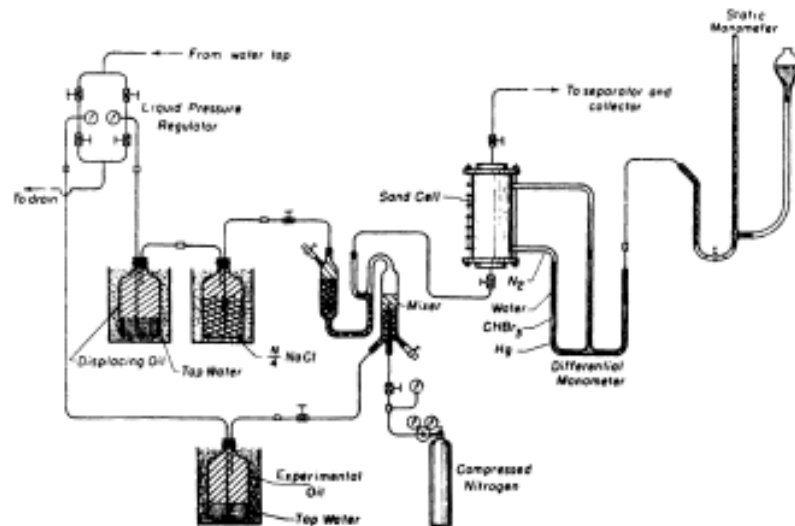 Static
Manometer
From water tap
To separator and
collector
Liquid Pressure
Regulator
To drain
Sand Cell
N2
Mixer
Water
CHBr3
Hg
Displacing Oil
Tap Water
N/4 NaCl
Differential
Manometer
Experimental
Oil
Compressed
Nitrogen
Tap Water